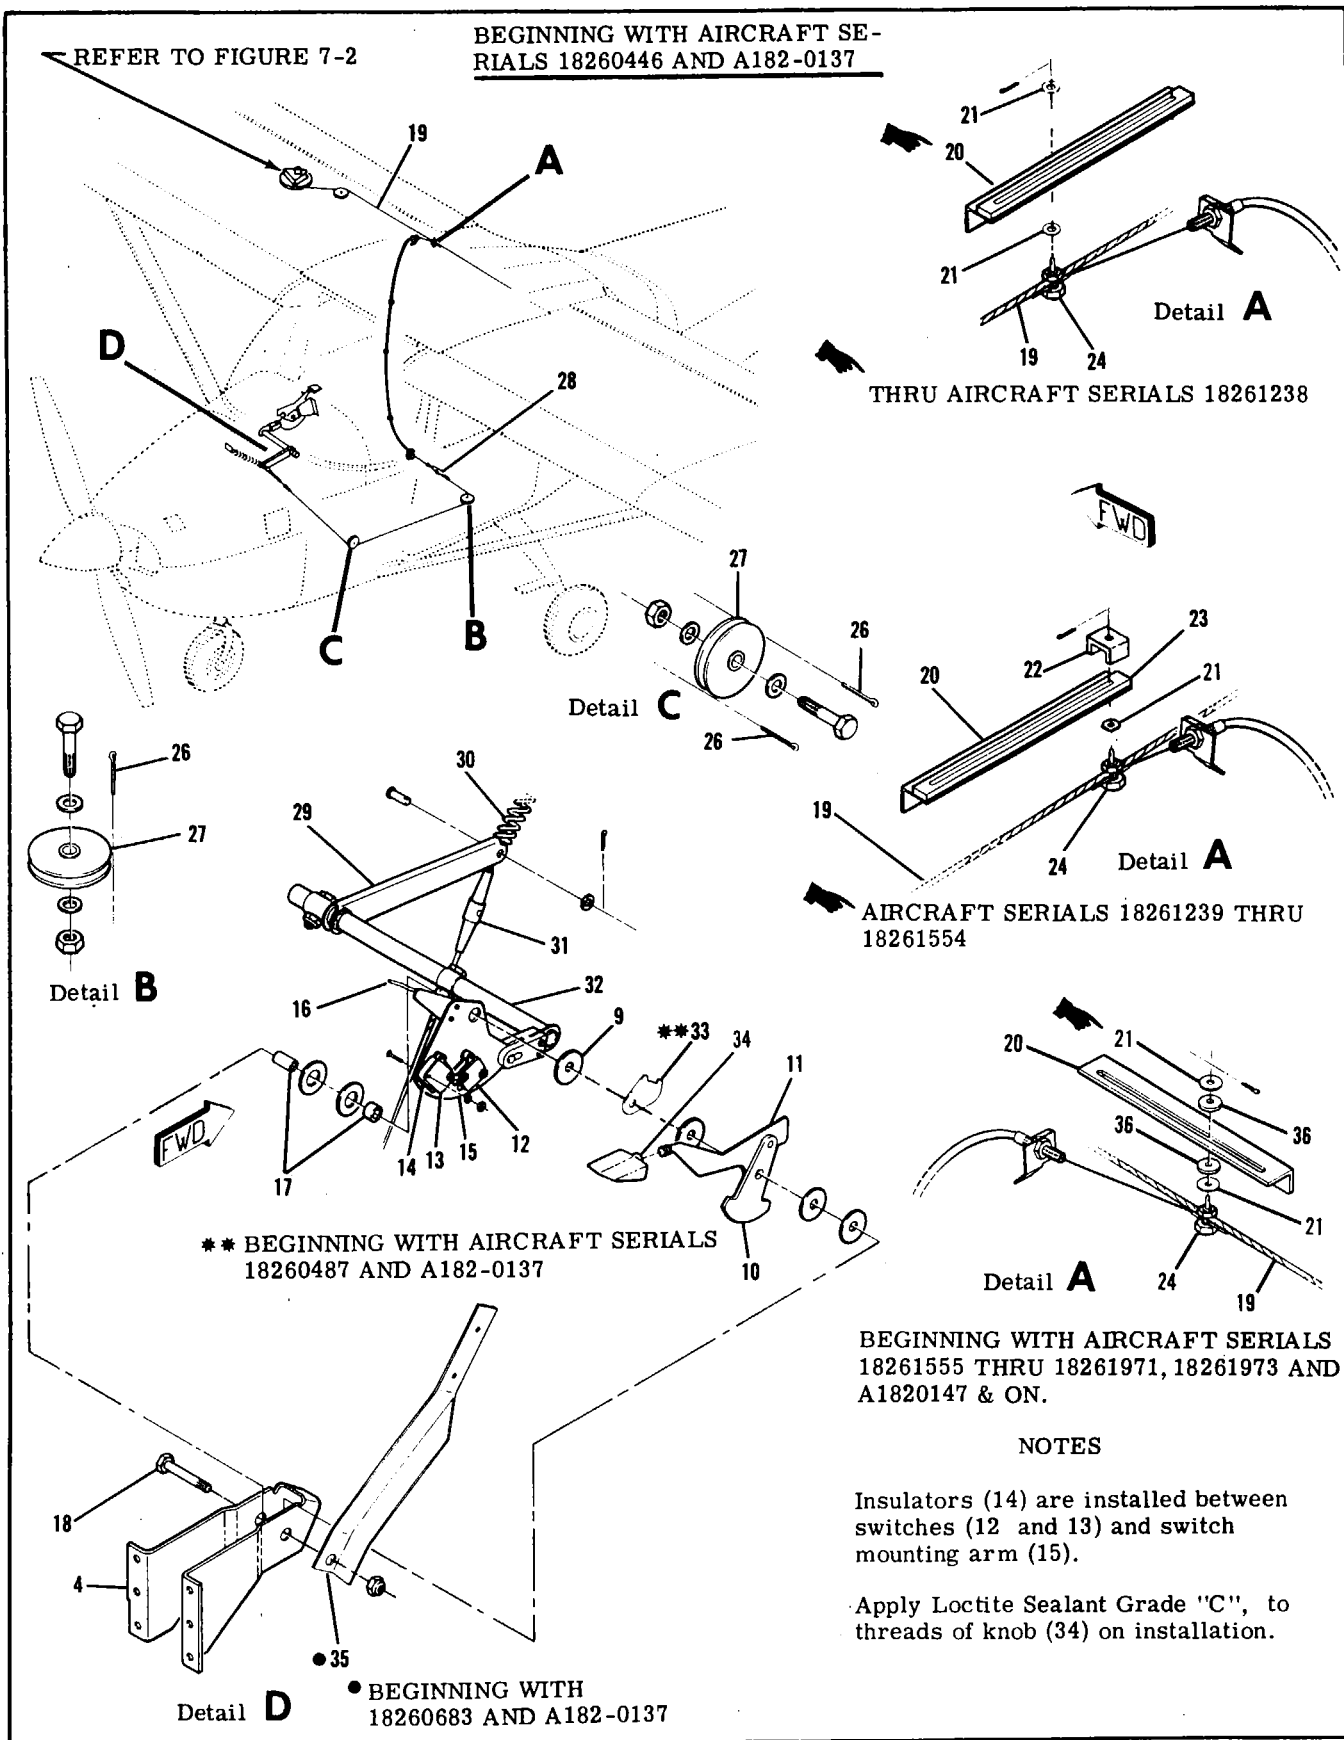 REFER TO FIGURE 7-2
BEGINNING WITH AIRCRAFT SE-
RIALS 18260446 AND A182-0137
19
A
D
28
C
B
21
20
21
19
24
Detail A
THRU AIRCRAFT SERIALS 18261238
FWD
27
26
26
Detail C
23
22
21
20
19
24
Detail A
AIRCRAFT SERIALS 18261239 THRU
18261554
26
27
Detail B
30
29
31
32
16
9
**33
34
11
FWD
17
14
13
15
12
10
** BEGINNING WITH AIRCRAFT SERIALS
18260487 AND A182-0137
20
21
36
36
21
24
19
Detail A
BEGINNING WITH AIRCRAFT SERIALS
18261555 THRU 18261971, 18261973 AND
A1820147 & ON.
NOTES
Insulators (14) are installed between
switches (12 and 13) and switch
mounting arm (15).
Apply Loctite Sealant Grade "C", to
threads of knob (34) on installation.
18
4
● 35
Detail D
● BEGINNING WITH
18260683 AND A182-0137